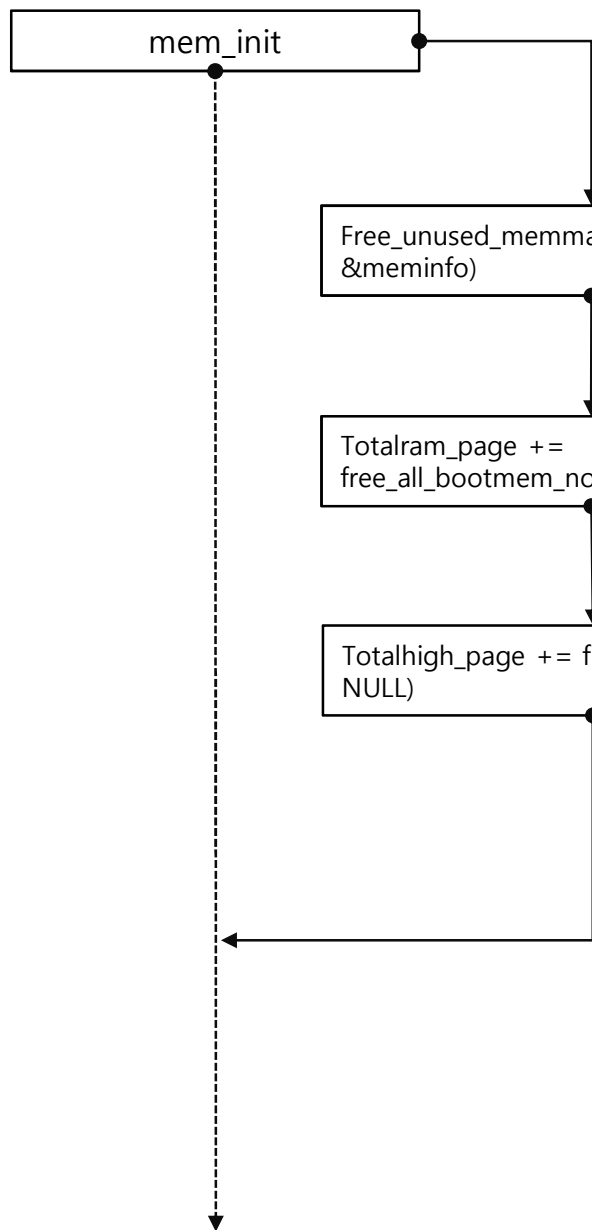 mem_init
Free_unused_memma
&meminfo)
Totalram_page +=
free_all_bootmem_no
Totalhigh_page += f
NULL)